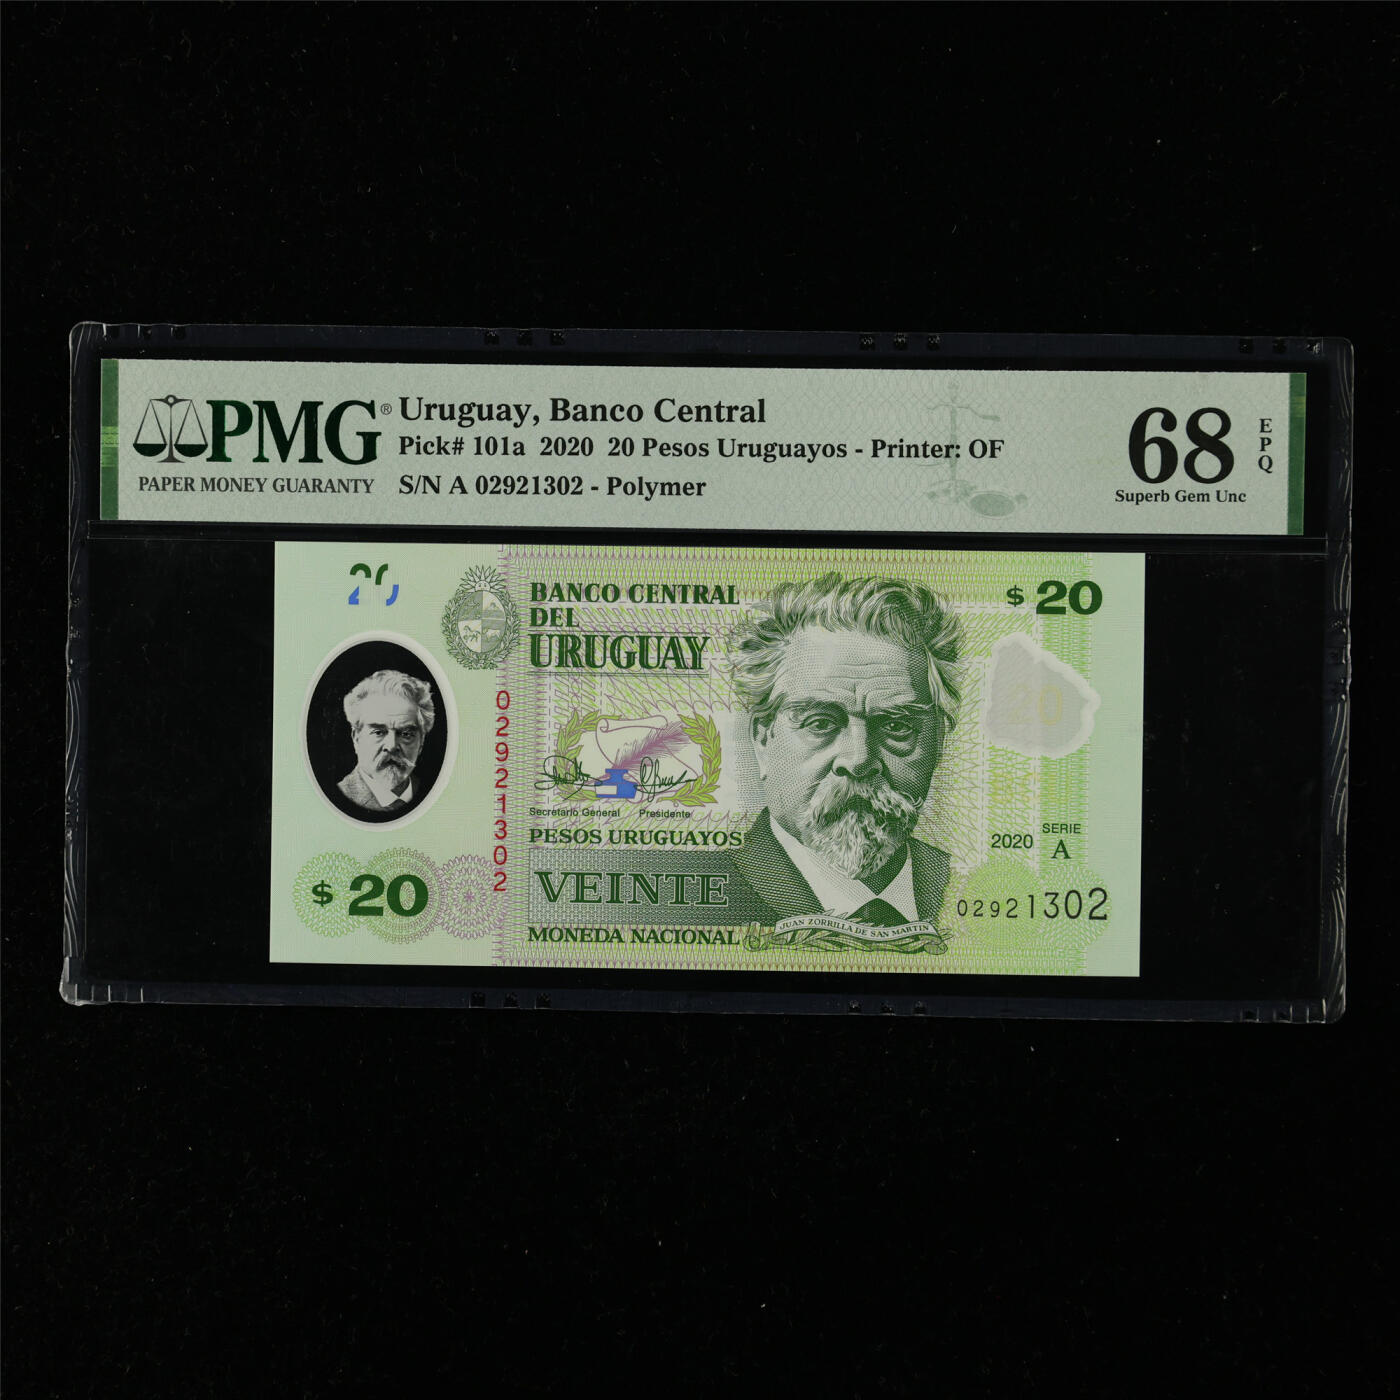 PMG®
PAPER MONEY GUARANTY
Uruguay, Banco Central
Pick# 101a 2020 20 Pesos Uruguayos - Printer: OF
S/N A 02921302 - Polymer
68
EPQ
Superb Gem Unc
20
BANCO CENTRAL
DEL
URUGUAY
$ 20
20
02921302
Secretario General Presidente
PESOS URUGUAYOS
VEINTE
MONEDA NACIONAL
$ 20
JUAN ZORRILLA DE SAN MARTIN
2020 SERIE
A
02921302